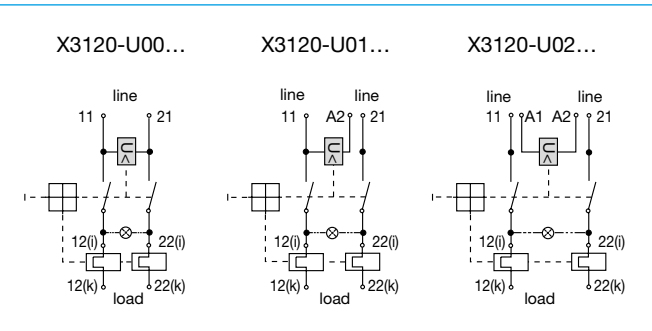 X3120-U00… X3120-U01… X3120-U02…
line line line line line
11 21 11 A2 21 11 A1 A2 21
U< U< U<
12(i) 22(i) 12(i) 22(i) 12(i) 22(i)
12(k) 22(k) 12(k) 22(k) 12(k) 22(k)
load load load